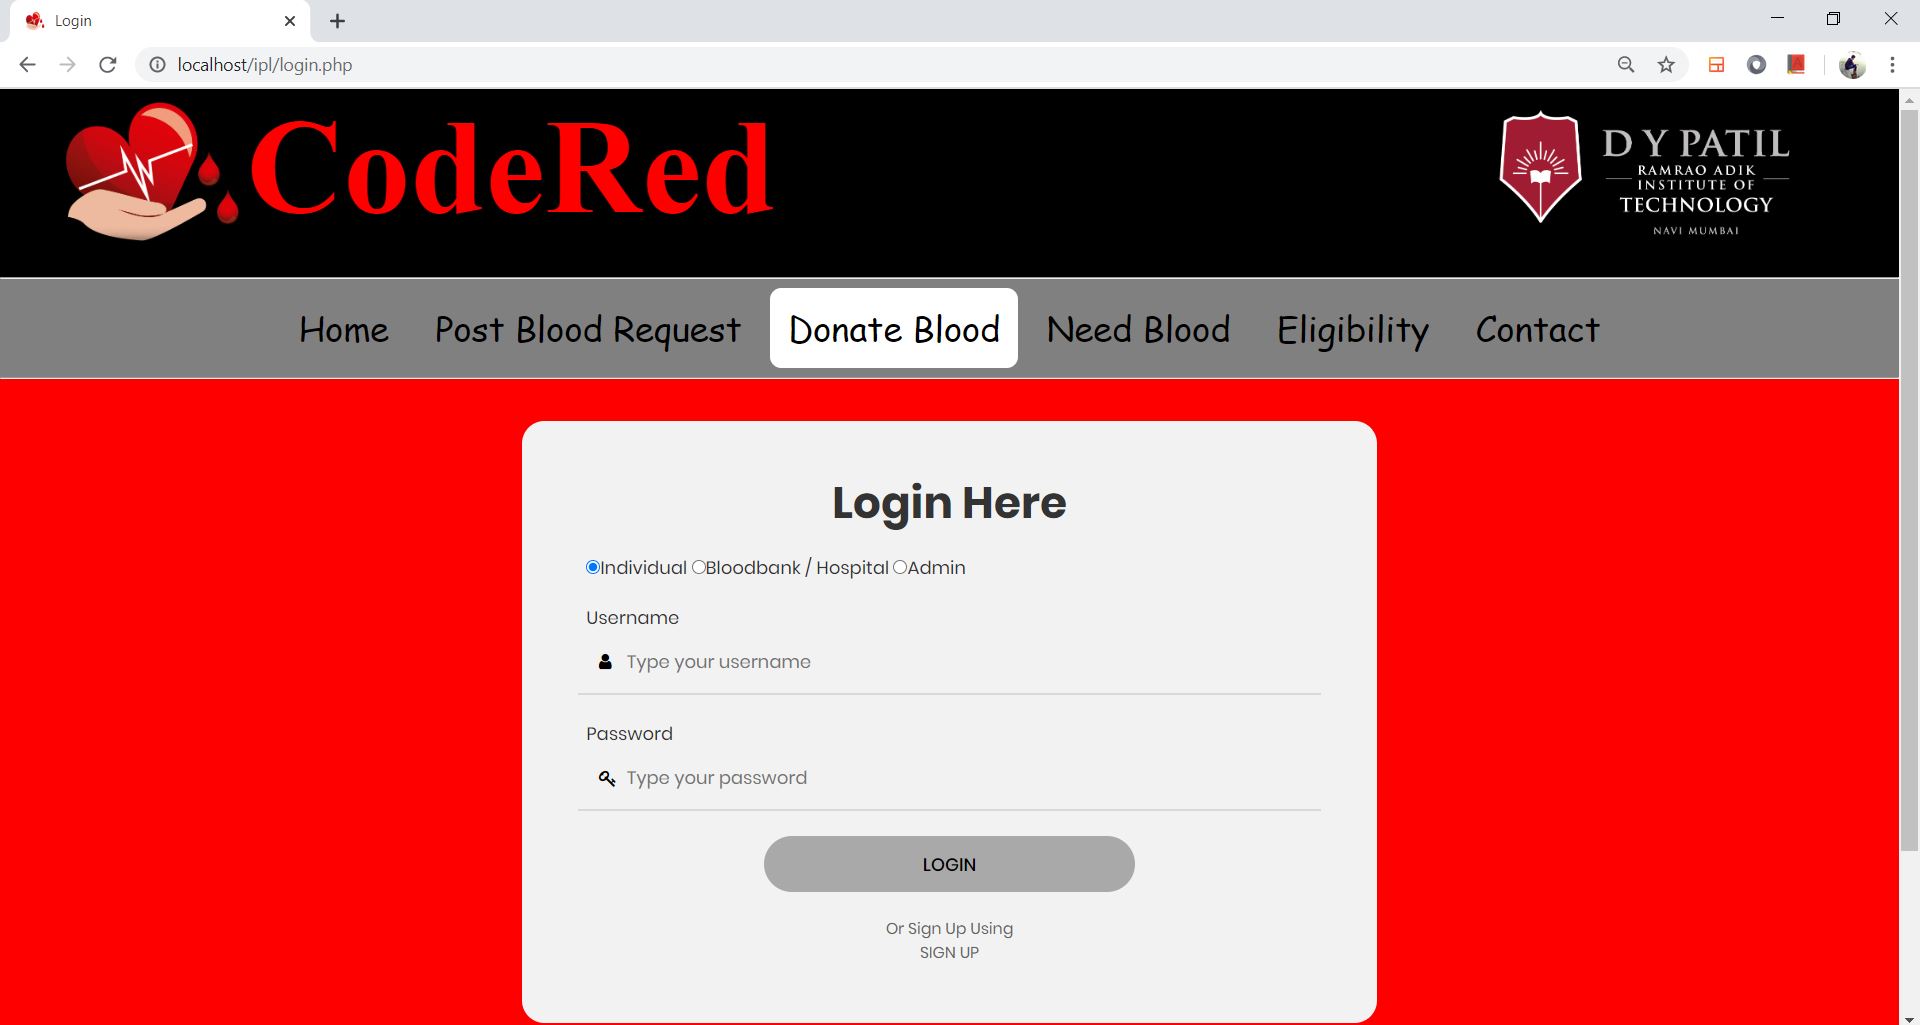 Login
localhost/ipl/login.php
CodeRed
D Y PATIL
RAMRAO ADIK
INSTITUTE OF
TECHNOLOGY
NAVI MUMBAI
Home Post Blood Request Donate Blood Need Blood Eligibility Contact
Login Here
Individual Bloodbank / Hospital Admin
Username
Type your username
Password
Type your password
LOGIN
Or Sign Up Using
SIGN UP